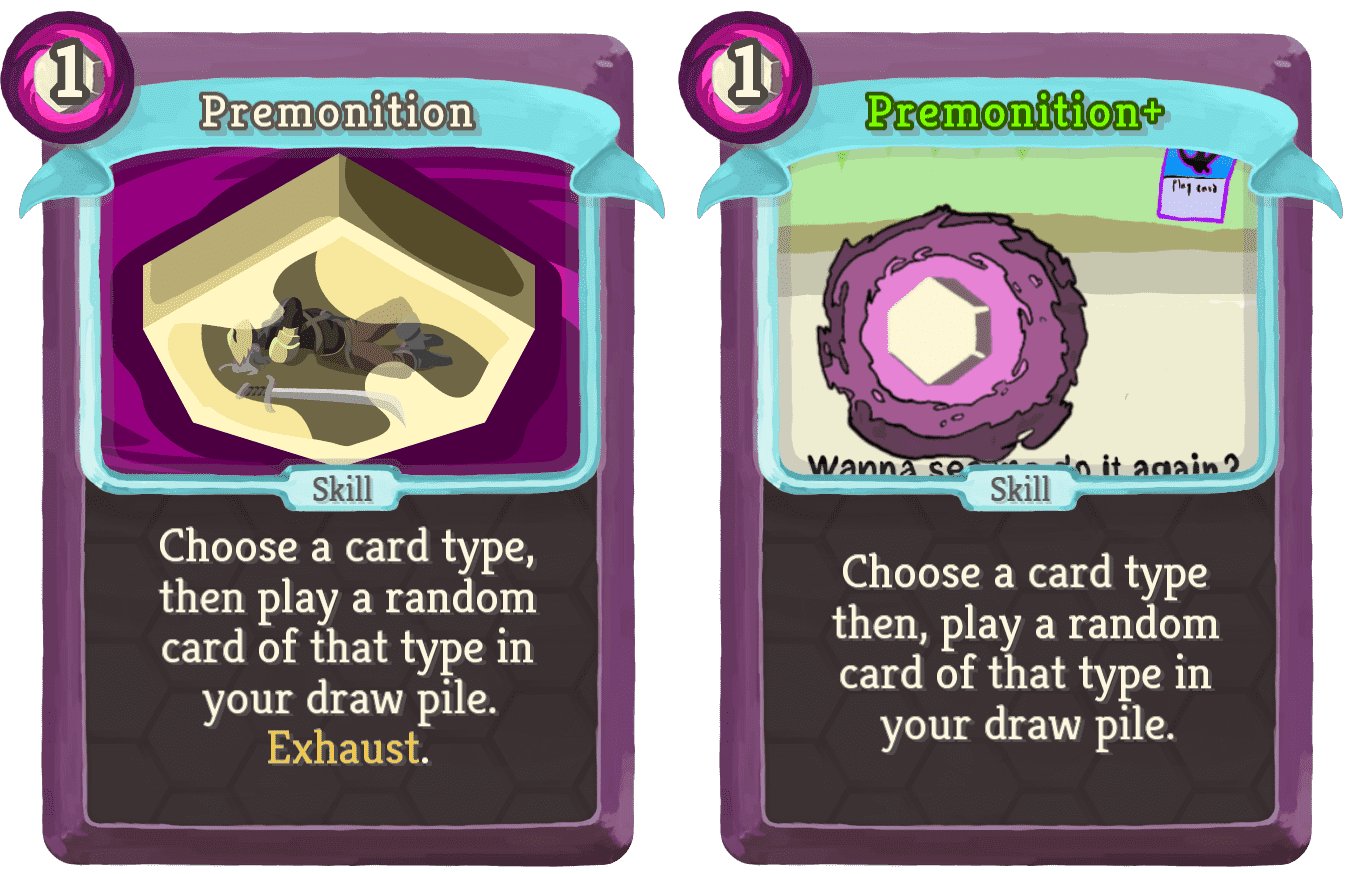 1
Premonition
Skill
Choose a card type,
then play a random
card of that type in
your draw pile.
Exhaust.
1
Premonition+
Play card
Wanna do it again?
Skill
Choose a card type
then, play a random
card of that type in
your draw pile.